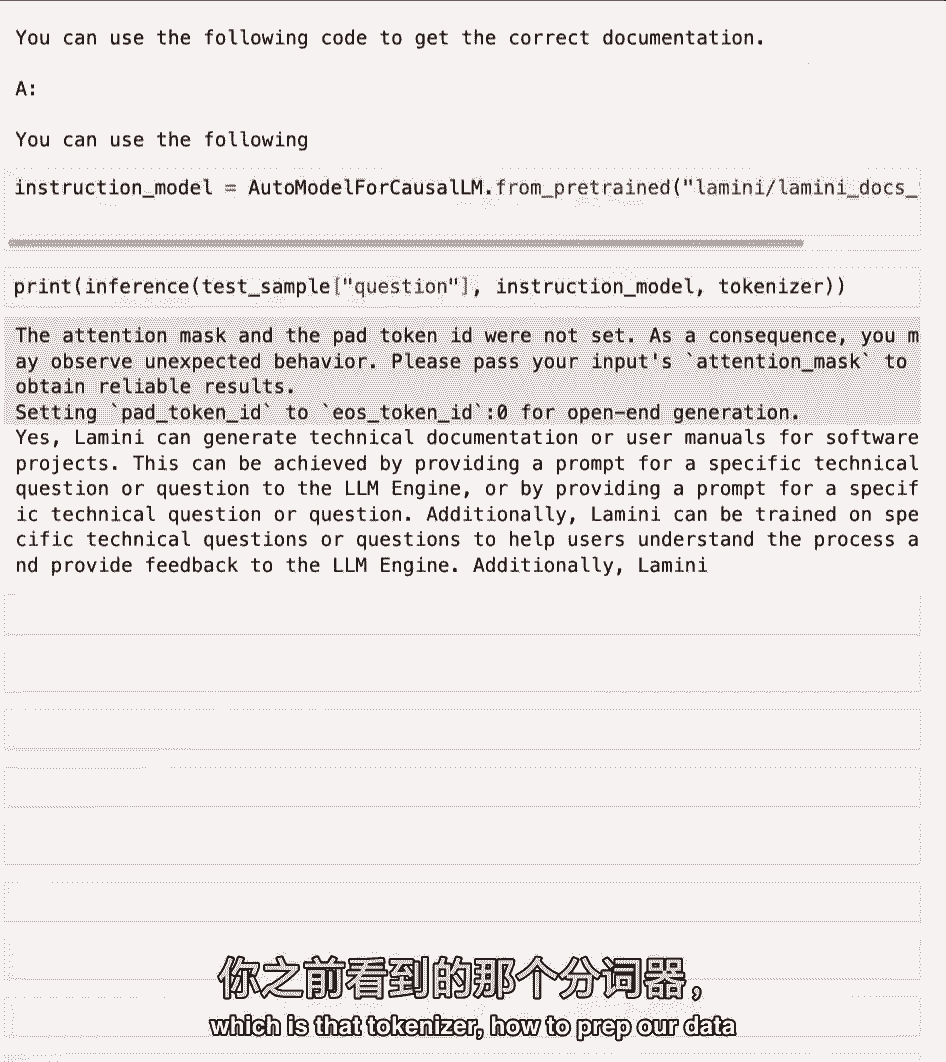 You can use the following code to get the correct documentation.
A:
You can use the following
instruction_model = AutoModelForCausalLM.from_pretrained("lamini/lamini_docs_
print(inference(test_sample["question"], instruction_model, tokenizer))
The attention mask and the pad token id were not set. As a consequence, you m
ay observe unexpected behavior. Please pass your input's `attention_mask` to
obtain reliable results.
Setting `pad_token_id` to `eos_token_id`:0 for open-end generation.
Yes, Lamini can generate technical documentation or user manuals for software
projects. This can be achieved by providing a prompt for a specific technical
question or question to the LLM Engine, or by providing a prompt for a specif
ic technical question or question. Additionally, Lamini can be trained on spe
cific technical questions or questions to help users understand the process a
nd provide feedback to the LLM Engine. Additionally, Lamini
你之前看到的那个分词器，
which is that tokenizer, how to prep our data